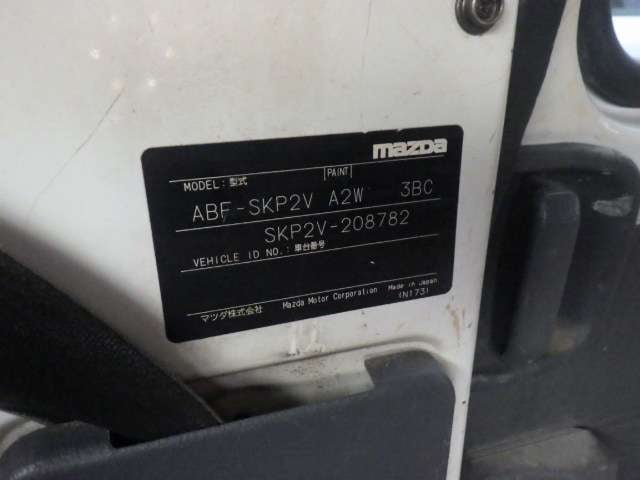 mazDa
MODEL: 型式 PAINT
ABF-SKP2V A2W 3BC
SKP2V-208782
VEHICLE ID NO.: 車台番号
マツダ株式会社 Mazda Motor Corporation Made in Japan
(N173)